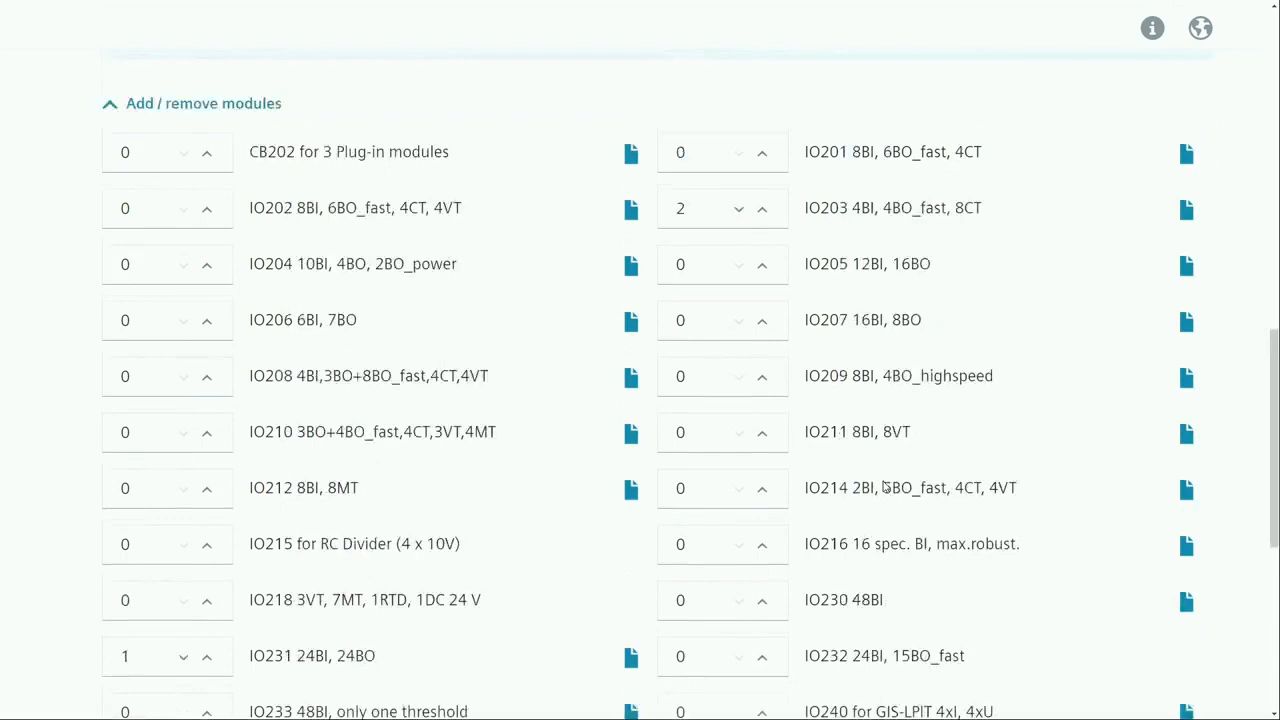 Add / remove modules
0 CB202 for 3 Plug-in modules
0 IO201 8BI, 6BO_fast, 4CT
0 IO202 8BI, 6BO_fast, 4CT, 4VT
2 IO203 4BI, 4BO_fast, 8CT
0 IO204 10BI, 4BO, 2BO_power
0 IO205 12BI, 16BO
0 IO206 6BI, 7BO
0 IO207 16BI, 8BO
0 IO208 4BI,3BO+8BO_fast,4CT,4VT
0 IO209 8BI, 4BO_highspeed
0 IO210 3BO+4BO_fast,4CT,3VT,4MT
0 IO211 8BI, 8VT
0 IO212 8BI, 8MT
0 IO214 2BI, BO_fast, 4CT, 4VT
0 IO215 for RC Divider (4 x 10V)
0 IO216 16 spec. BI, max.robust.
0 IO218 3VT, 7MT, 1RTD, 1DC 24 V
0 IO230 48BI
1 IO231 24BI, 24BO
0 IO232 24BI, 15BO_fast
0 IO233 48BI, only one threshold
0 IO240 for GIS-LPIT 4xI, 4xU